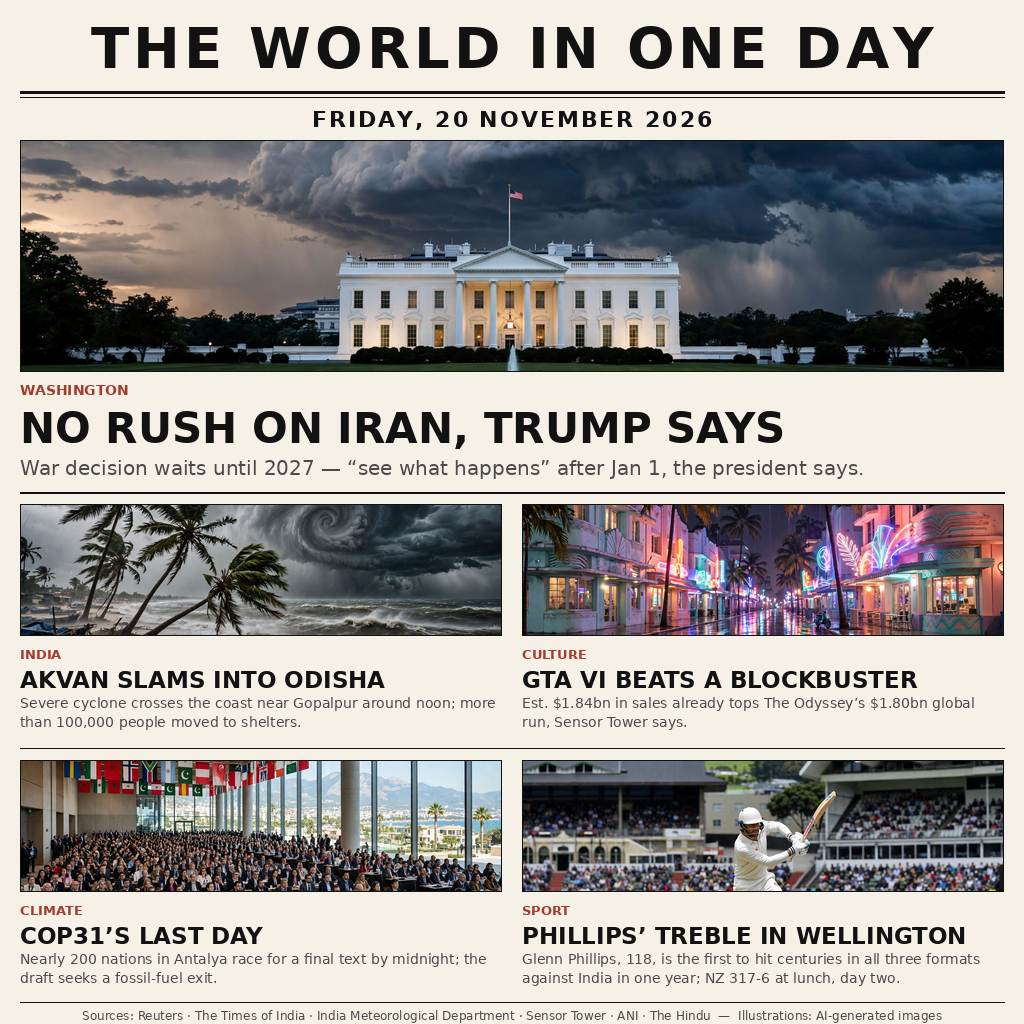 THE WORLD IN ONE DAY
FRIDAY, 20 NOVEMBER 2026
WASHINGTON
NO RUSH ON IRAN, TRUMP SAYS
War decision waits until 2027 — “see what happens” after Jan 1, the president says.
INDIA
AKVAN SLAMS INTO ODISHA
Severe cyclone crosses the coast near Gopalpur around noon; more
than 100,000 people moved to shelters.
CULTURE
GTA VI BEATS A BLOCKBUSTER
Est. $1.84bn in sales already tops The Odyssey’s $1.80bn global
run, Sensor Tower says.
CLIMATE
COP31’S LAST DAY
Nearly 200 nations in Antalya race for a final text by midnight; the
draft seeks a fossil-fuel exit.
SPORT
PHILLIPS’ TREBLE IN WELLINGTON
Glenn Phillips, 118, is the first to hit centuries in all three formats
against India in one year; NZ 317-6 at lunch, day two.
Sources: Reuters · The Times of India · India Meteorological Department · Sensor Tower · ANI · The Hindu — Illustrations: AI-generated images